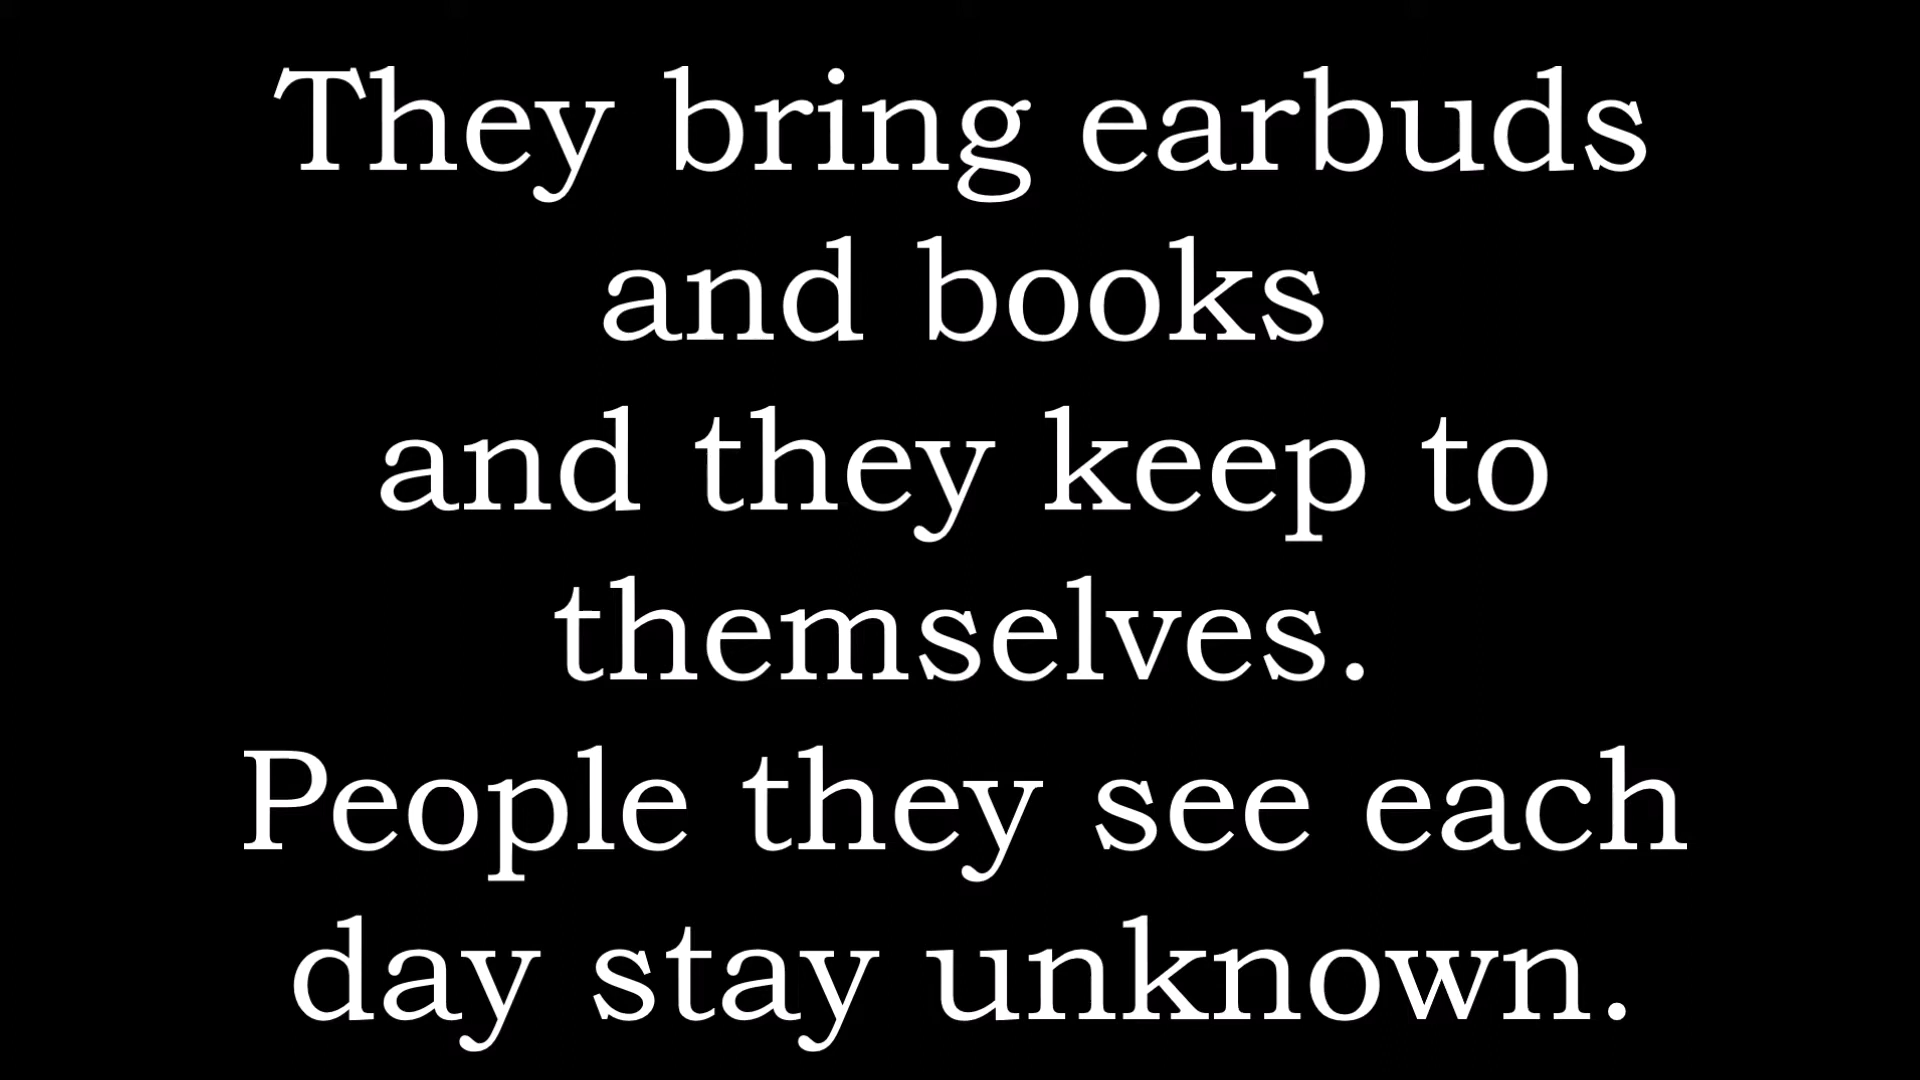 They bring earbuds
and books
and they keep to
themselves.
People they see each
day stay unknown.